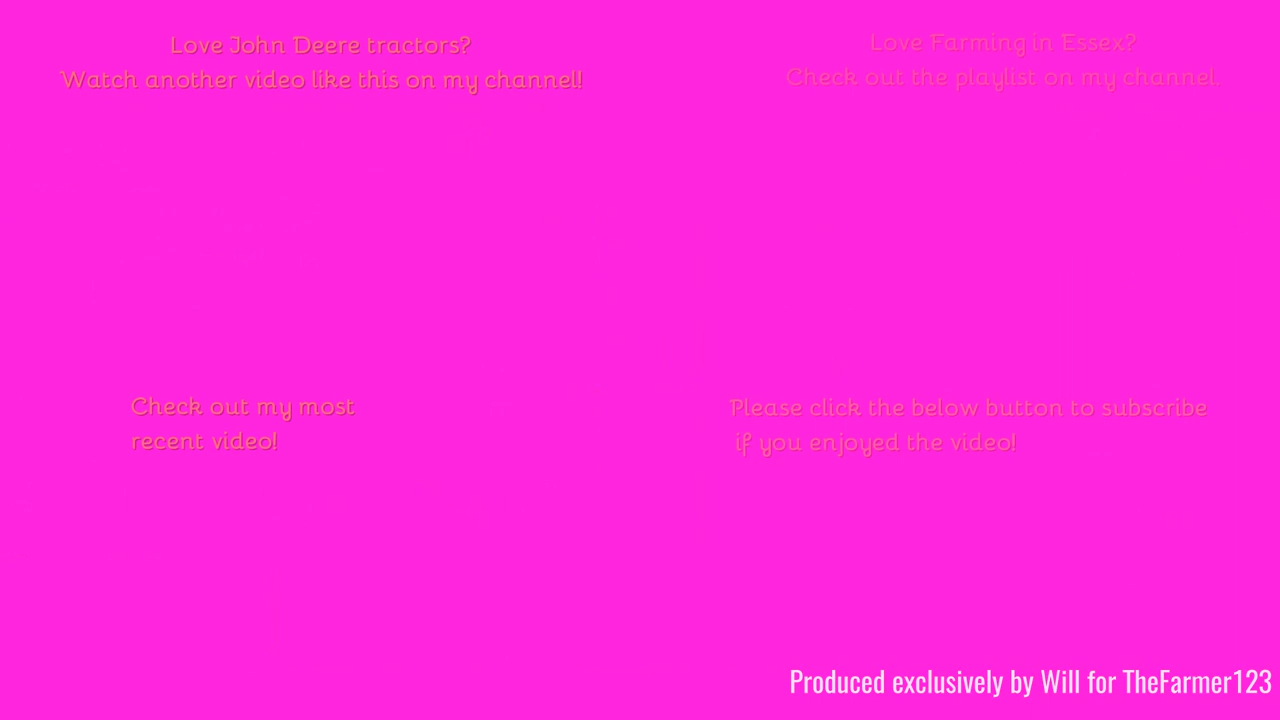 Love John Deere tractors?
Watch another video like this on my channel!
Love Farming in Essex?
Check out the playlist on my channel.
Check out my most
recent video!
Please click the below button to subscribe
if you enjoyed the video!
Produced exclusively by Will for TheFarmer123